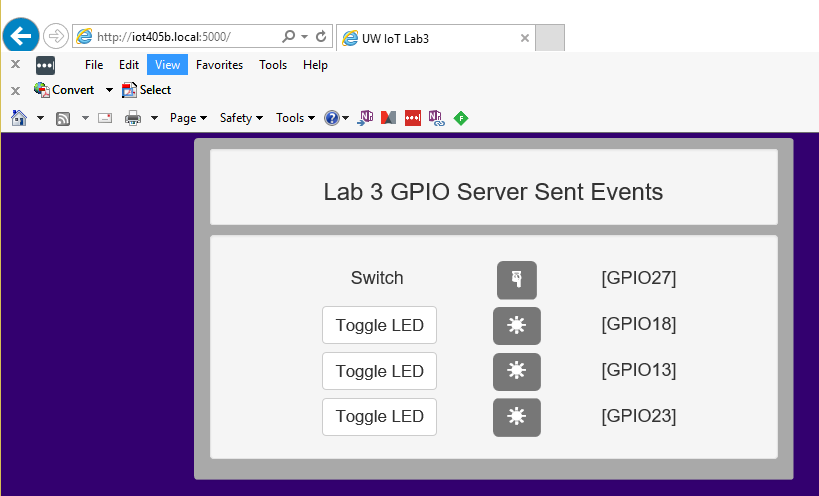 http://iot405b.local:5000/
UW IoT Lab3
File Edit View Favorites Tools Help
Convert Select
Page Safety Tools
Lab 3 GPIO Server Sent Events
Switch [GPIO27]
Toggle LED [GPIO18]
Toggle LED [GPIO13]
Toggle LED [GPIO23]